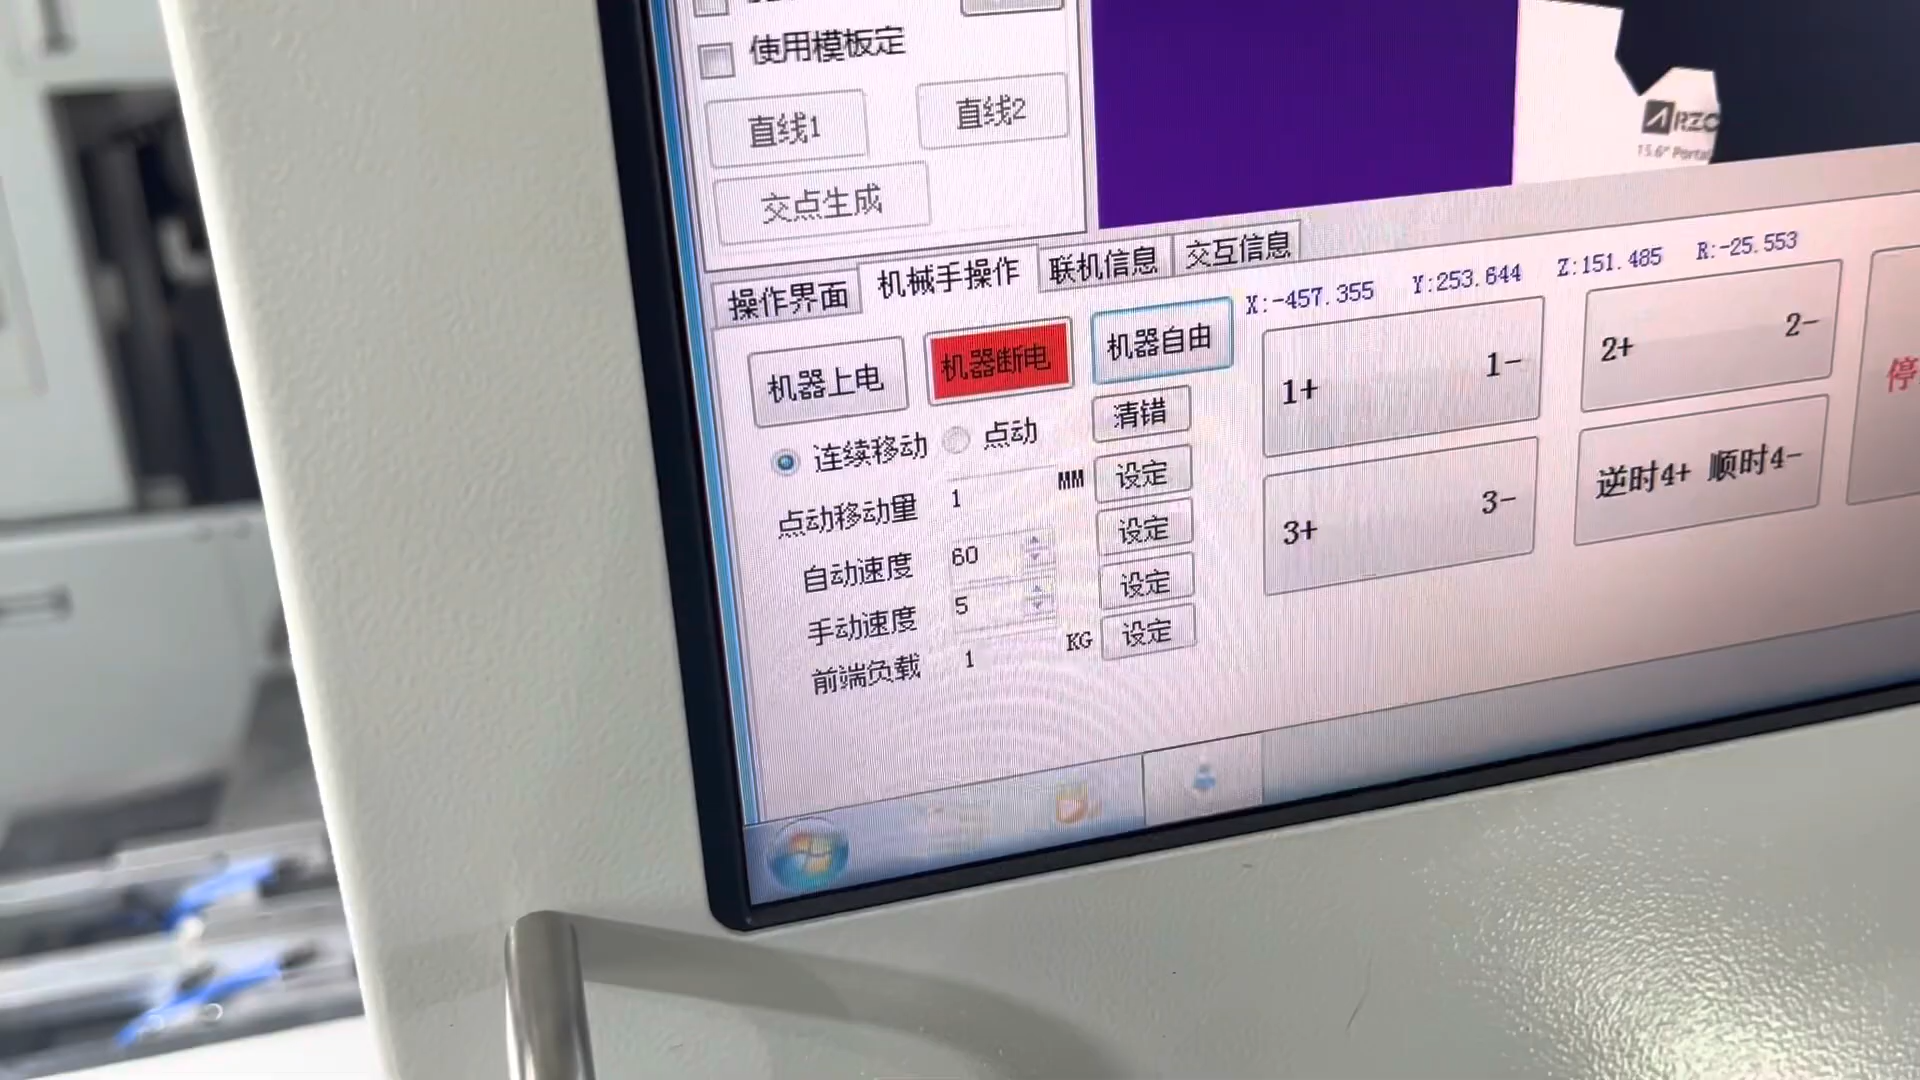 使用模板定
直线1
直线2
交点生成
ARZO
15.6" Porta
操作界面
机械手操作
联机信息
交互信息
X:-457.355
Y:253.644
Z:151.485
R:-25.553
机器上电
机器断电
机器自由
1+
1-
2+
2-
停
连续移动
点动
清错
点动移动量
1
MM
设定
3+
3-
逆时4+ 顺时4-
自动速度
60
设定
手动速度
5
设定
前端负载
1
KG
设定